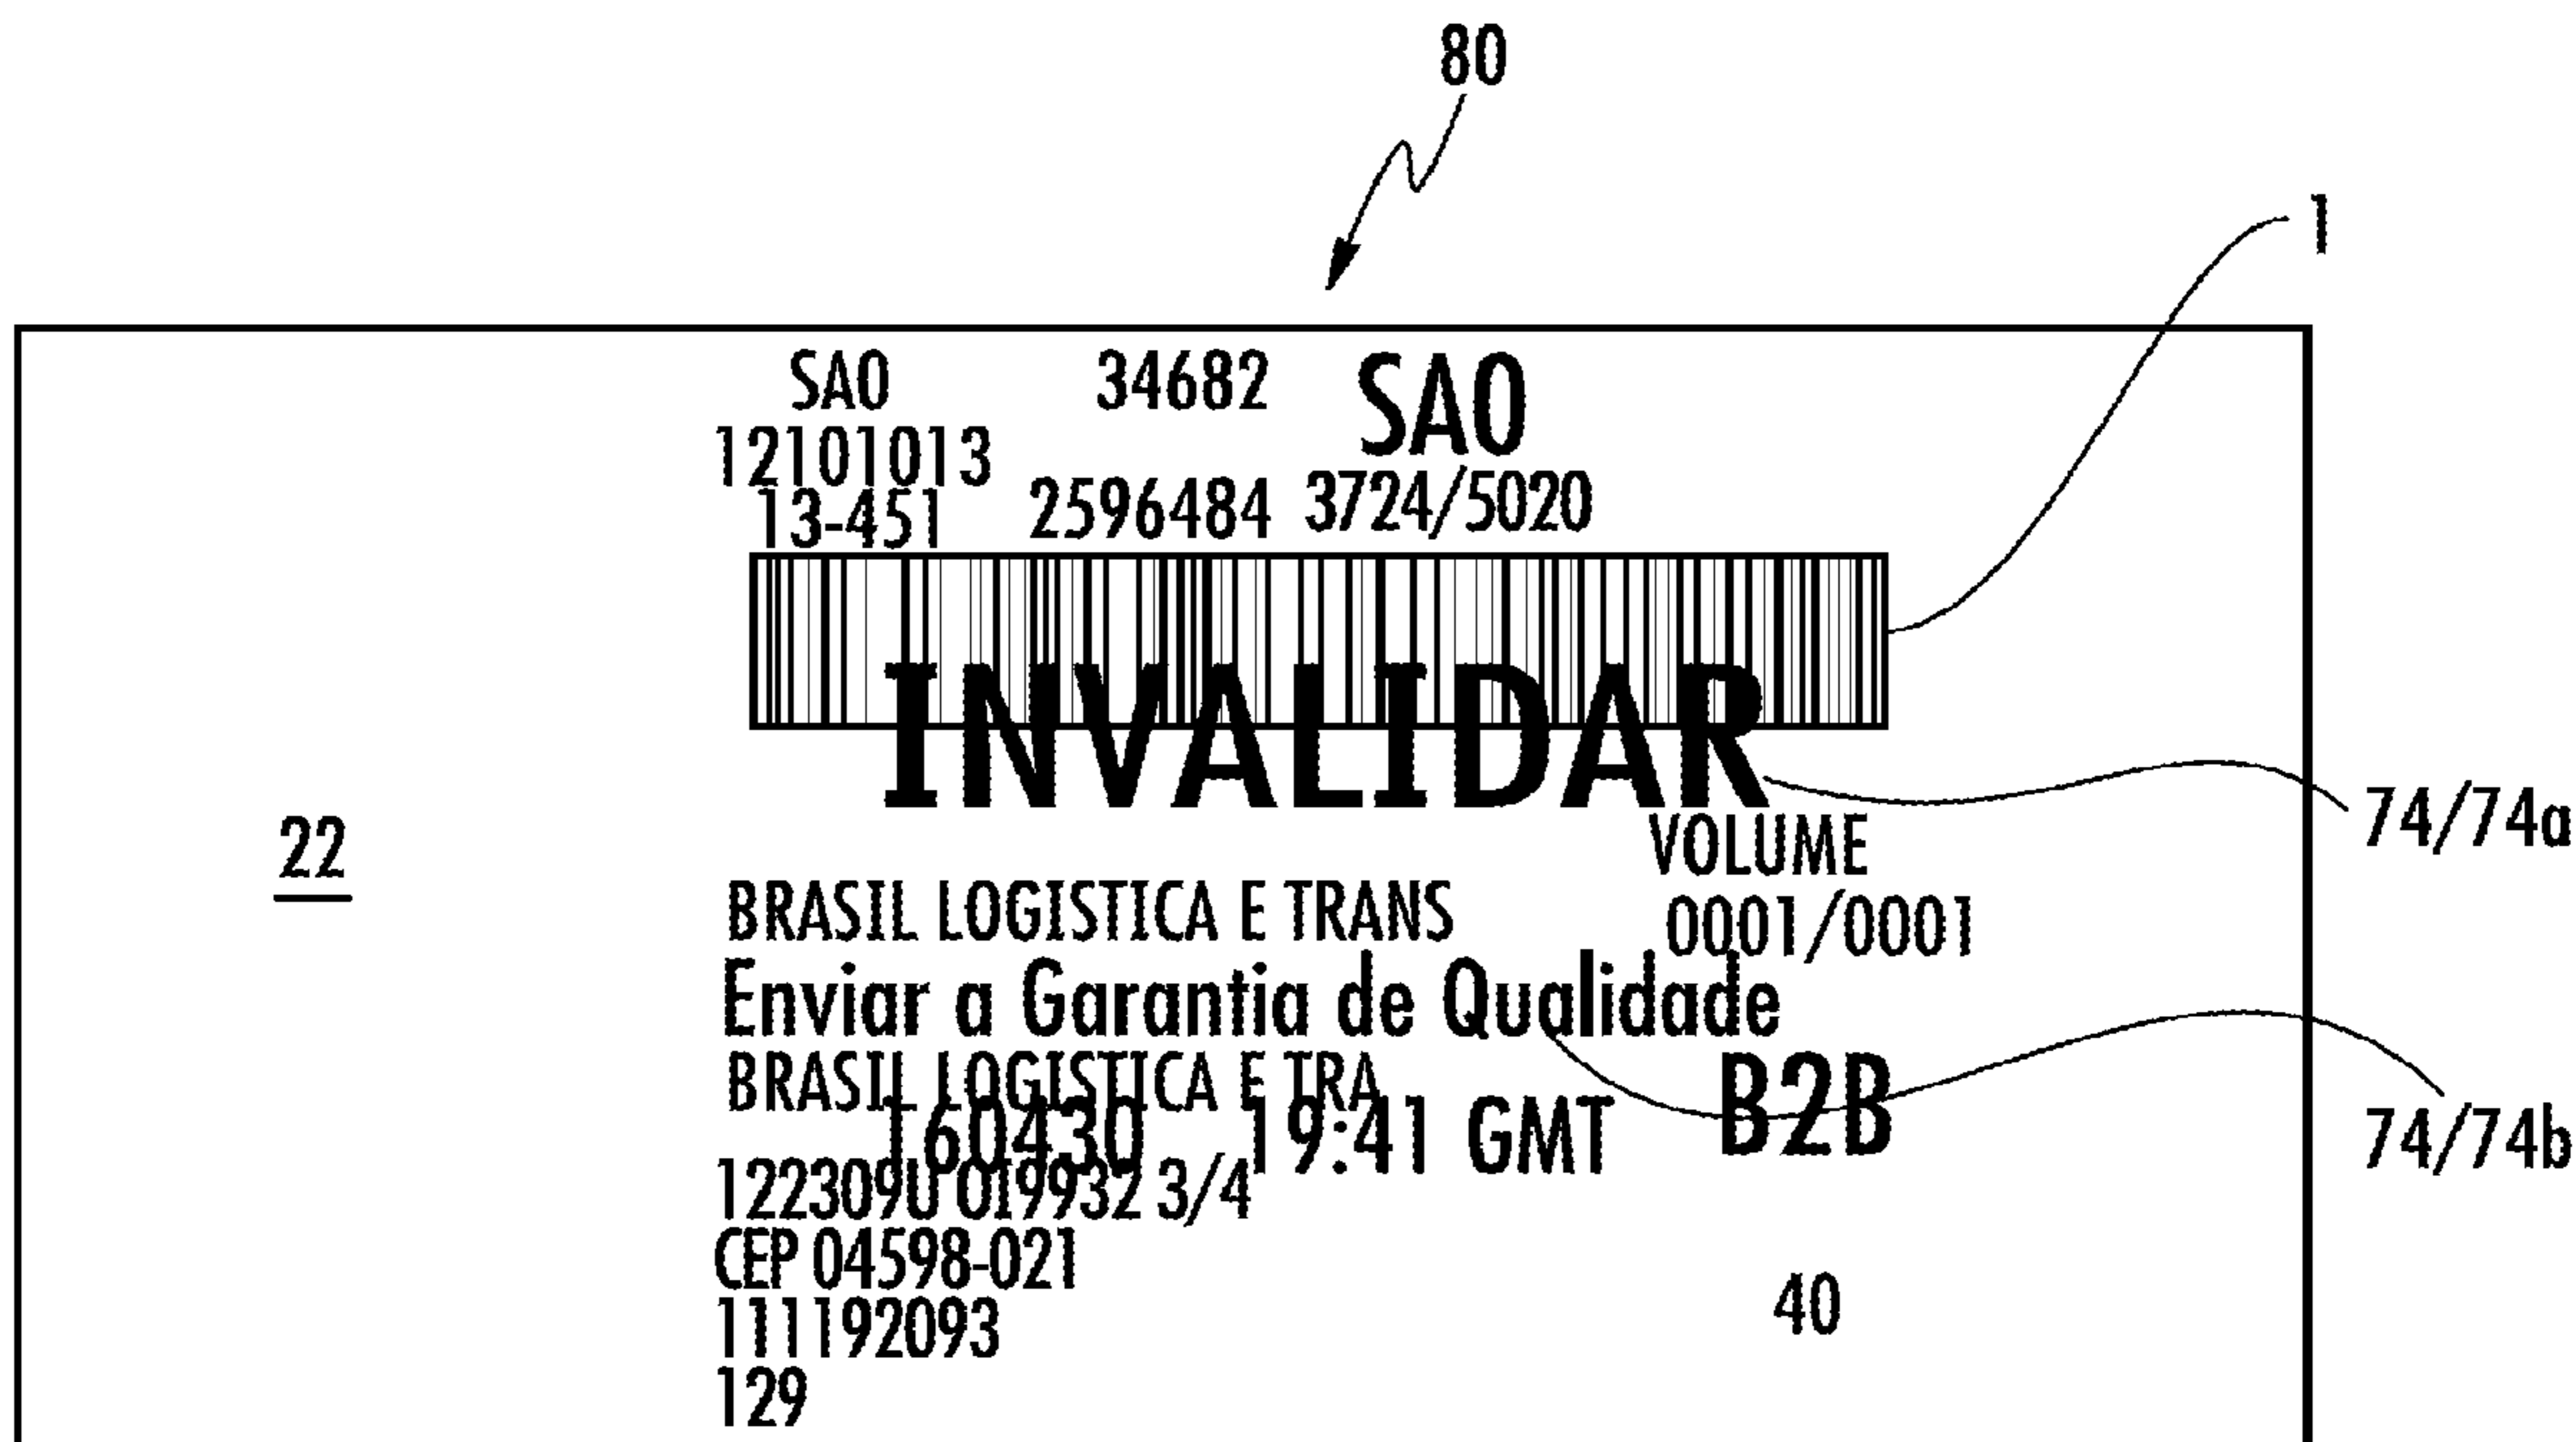 80
1
SAO 34682 SAO
12101013
13-451 2596484 3724/5020
INVALIDAR
74/74a
22
VOLUME
BRASIL LOGISTICA E TRANS 0001/0001
Enviar a Garantia de Qualidade
BRASIL LOGISTICA E TRA B2B
160430 19:41 GMT
74/74b
122309U OI9932 3/4
CEP 04598-021
40
111192093
129